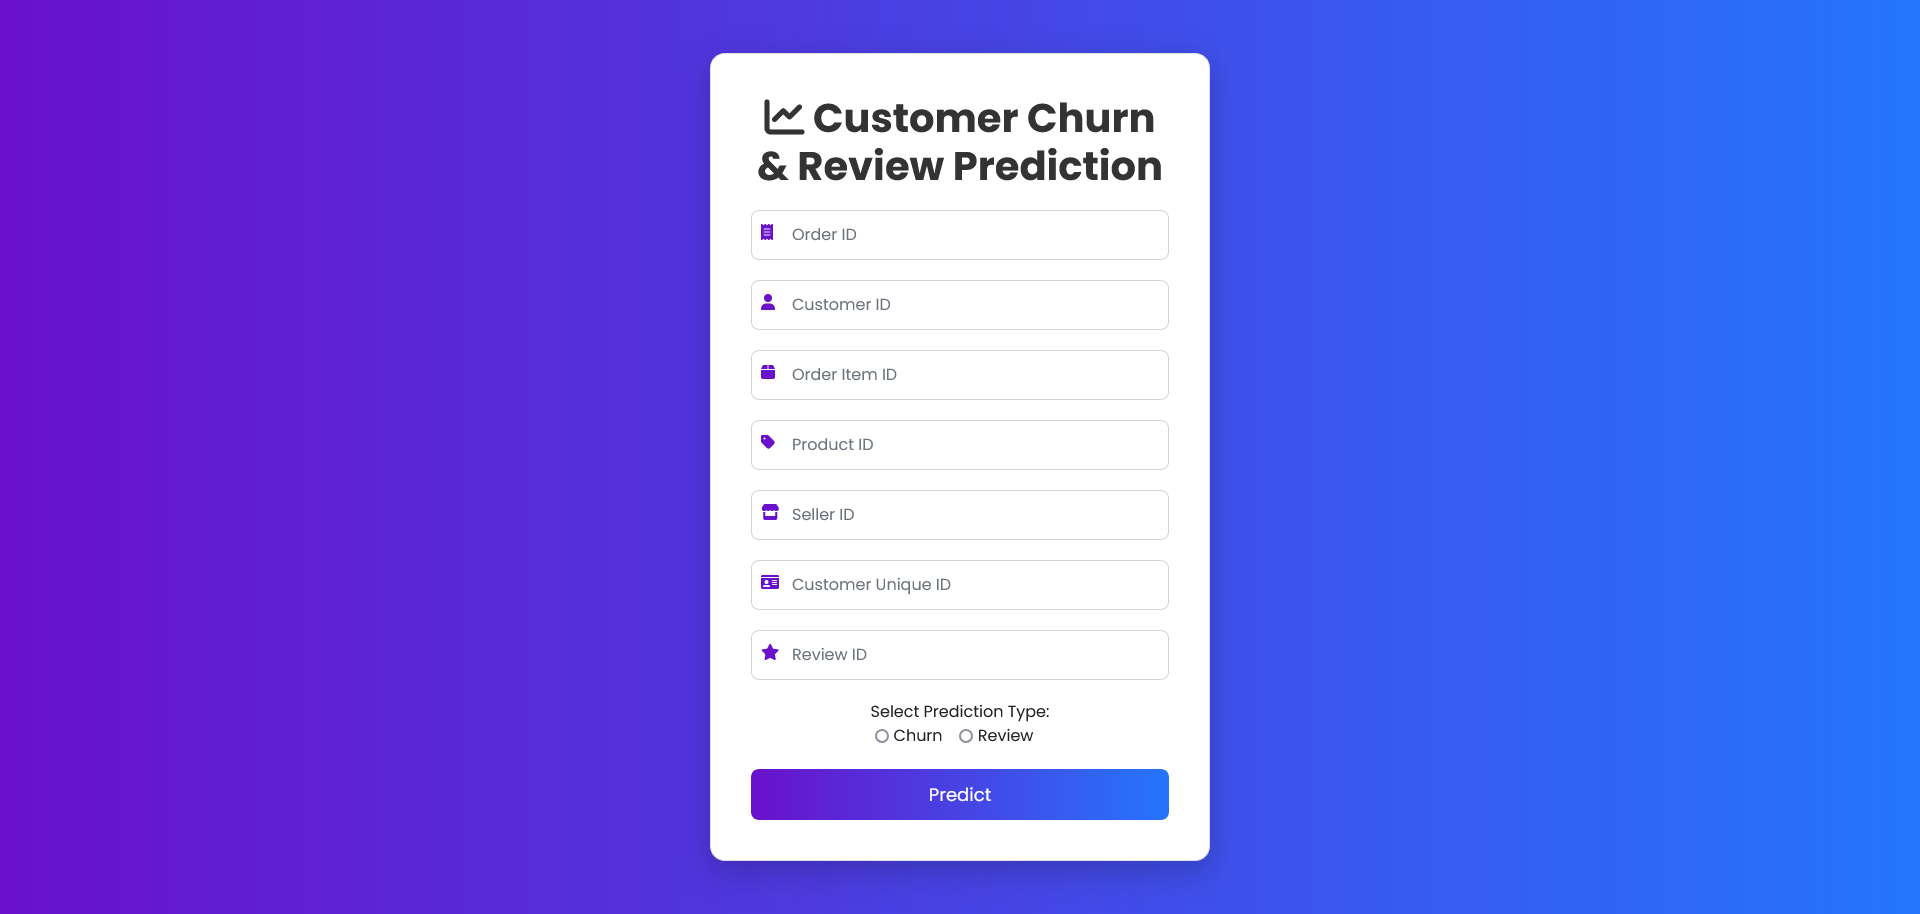 Customer Churn
& Review Prediction
Order ID
Customer ID
Order Item ID
Product ID
Seller ID
Customer Unique ID
Review ID
Select Prediction Type:
Churn Review
Predict